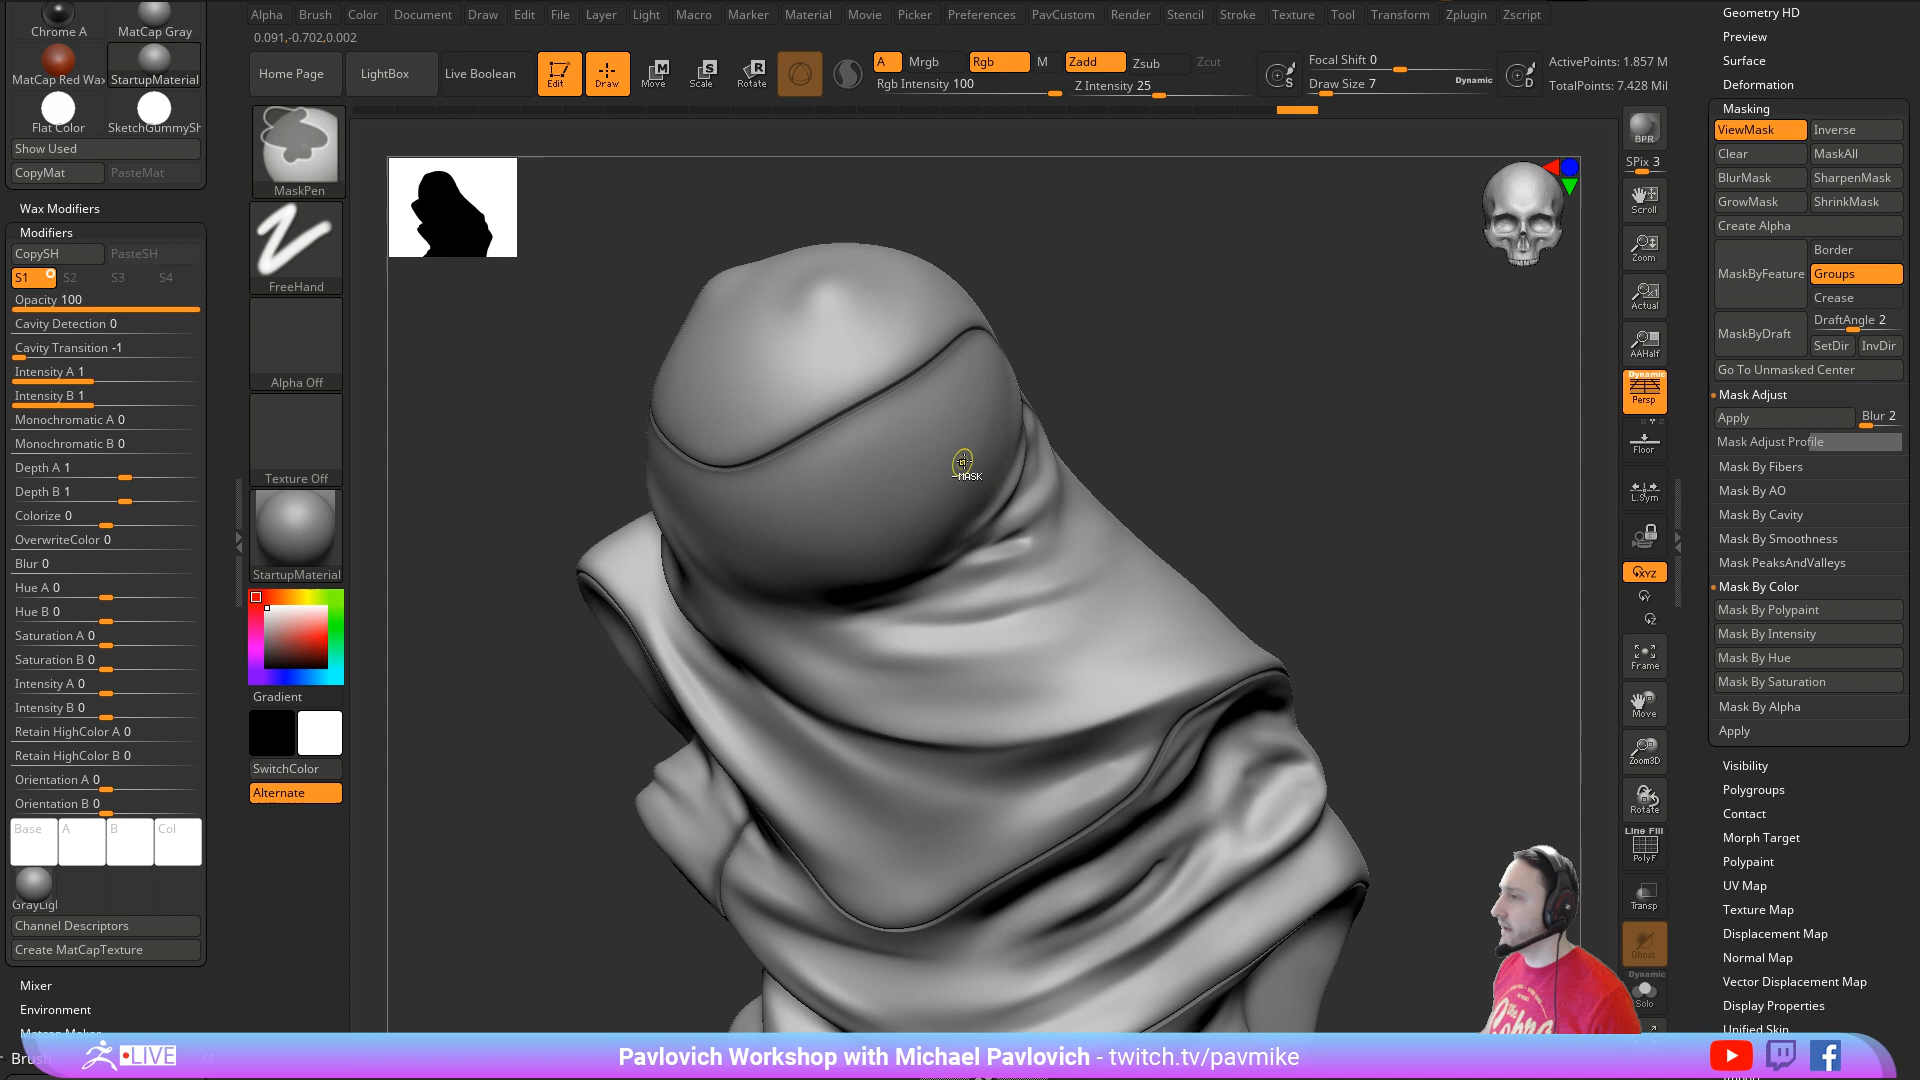 Alpha Brush Color Document Draw Edit File Layer Light Macro Marker Material Movie Picker Preferences PavCustom Render Stencil Stroke Texture Tool Transform Zplugin Zscript
0.091,-0.702,0.002
Home Page LightBox Live Boolean Edit Draw Move Scale Rotate
A Mrgb Rgb M Zadd Zsub Zcut
Rgb Intensity 100 Z Intensity 25
S Focal Shift 0
Draw Size 7 Dynamic D
ActivePoints: 1.857 M
TotalPoints: 7.428 Mil
Chrome A MatCap Gray
MatCap Red Wax StartupMaterial
Flat Color SketchGummySh
Show Used
CopyMat PasteMat
Wax Modifiers
Modifiers
CopySH PasteSH
S1 S2 S3 S4
Opacity 100
Cavity Detection 0
Cavity Transition -1
Intensity A 1
Intensity B 1
Monochromatic A 0
Monochromatic B 0
Depth A 1
Depth B 1
Colorize 0
OverwriteColor 0
Blur 0
Hue A 0
Hue B 0
Saturation A 0
Saturation B 0
Intensity A 0
Intensity B 0
Retain HighColor A 0
Retain HighColor B 0
Orientation A 0
Orientation B 0
Base A B Col
GrayLigl
Channel Descriptors
Create MatCapTexture
Mixer
Environment
Matcap Maker
Bru
MaskPen
FreeHand
Alpha Off
Texture Off
StartupMaterial
Gradient
SwitchColor
Alternate
-MASK
BPR
SPix 3
Scroll
Zoom
Actual
AAHalf
Dynamic
Persp
Floor
L.Sym
XYZ
Frame
Move
Zoom3D
Rotate
Line Fill
PolyF
Transp
Ghost
Dynamic
Solo
Geometry HD
Preview
Surface
Deformation
Masking
ViewMask Inverse
Clear MaskAll
BlurMask SharpenMask
GrowMask ShrinkMask
Create Alpha
MaskByFeature Border
Groups
Crease
MaskByDraft DraftAngle 2
SetDir InvDir
Go To Unmasked Center
Mask Adjust
Apply Blur 2
Mask Adjust Profile
Mask By Fibers
Mask By AO
Mask By Cavity
Mask By Smoothness
Mask PeaksAndValleys
Mask By Color
Mask By Polypaint
Mask By Intensity
Mask By Hue
Mask By Saturation
Mask By Alpha
Apply
Visibility
Polygroups
Contact
Morph Target
Polypaint
UV Map
Texture Map
Displacement Map
Normal Map
Vector Displacement Map
Display Properties
Unified Skin
LIVE
Pavlovich Workshop with Michael Pavlovich - twitch.tv/pavmike